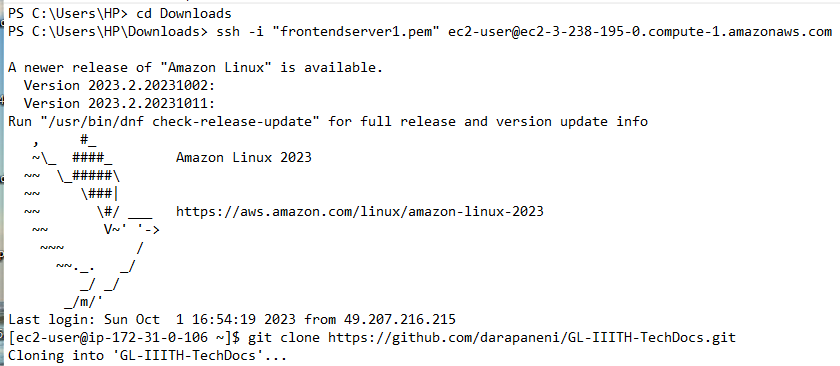 PS C:\Users\HP> cd Downloads
PS C:\Users\HP\Downloads> ssh -i "frontendserver1.pem" ec2-user@ec2-3-238-195-0.compute-1.amazonaws.com
A newer release of "Amazon Linux" is available.
  Version 2023.2.20231002:
  Version 2023.2.20231011:
Run "/usr/bin/dnf check-release-update" for full release and version update info
   ,     #_
   ~\_  ####_        Amazon Linux 2023
  ~~  \_#####\
  ~~     \###|
  ~~       \#/ ___   https://aws.amazon.com/linux/amazon-linux-2023
   ~~       V~' '->
    ~~~         /
      ~~._.   _/
         _/ _/
       _/m/'
Last login: Sun Oct  1 16:54:19 2023 from 49.207.216.215
[ec2-user@ip-172-31-0-106 ~]$ git clone https://github.com/darapaneni/GL-IIITH-TechDocs.git
Cloning into 'GL-IIITH-TechDocs'...